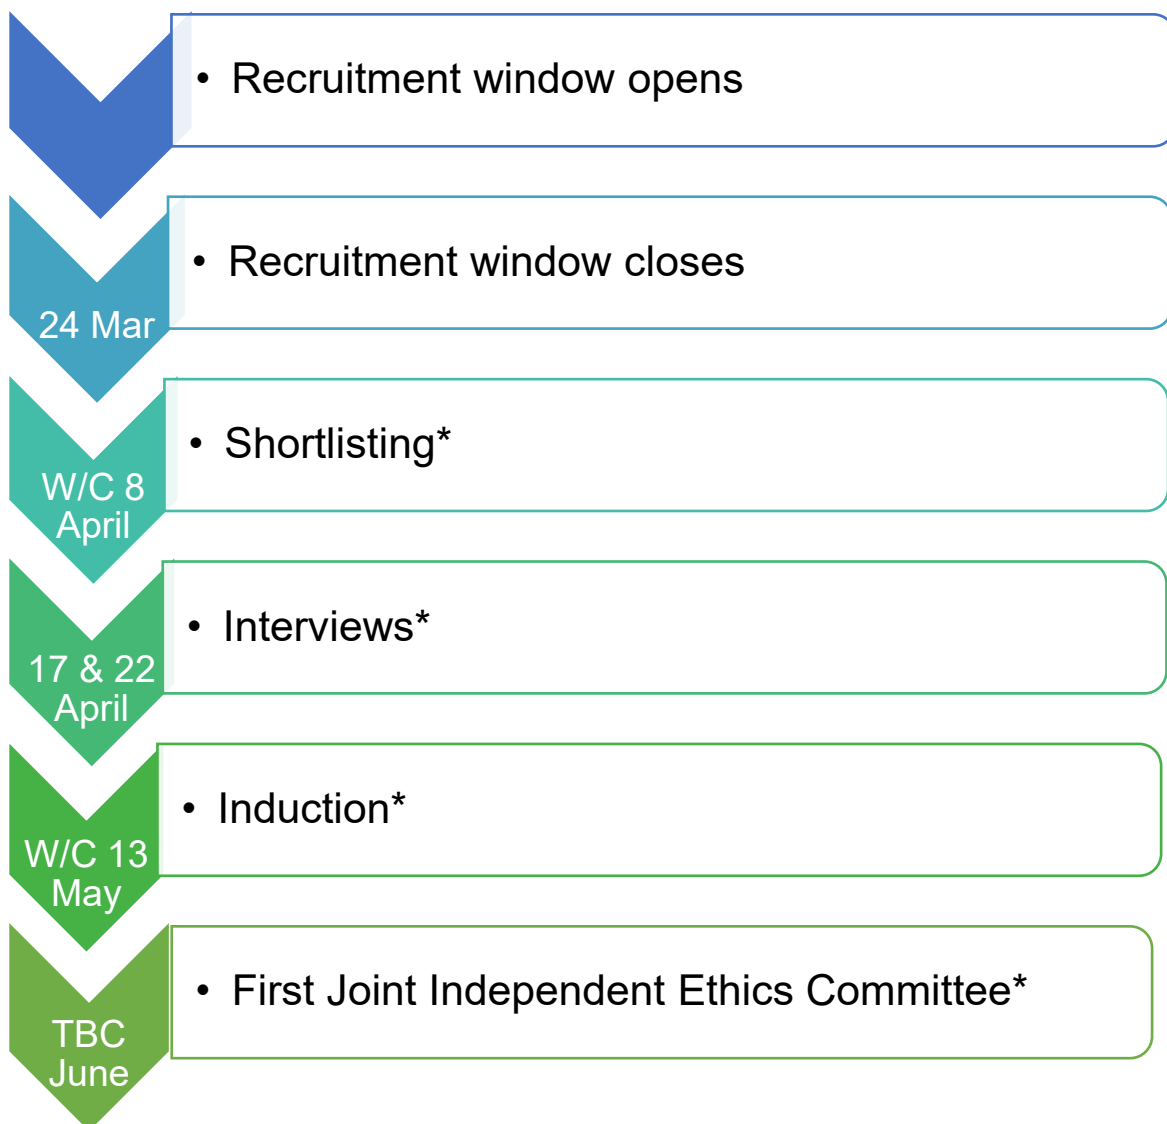 • Recruitment window opens
• Recruitment window closes
24 Mar
• Shortlisting*
W/C 8
April
• Interviews*
17 & 22
April
• Induction*
W/C 13
May
• First Joint Independent Ethics Committee*
TBC
June